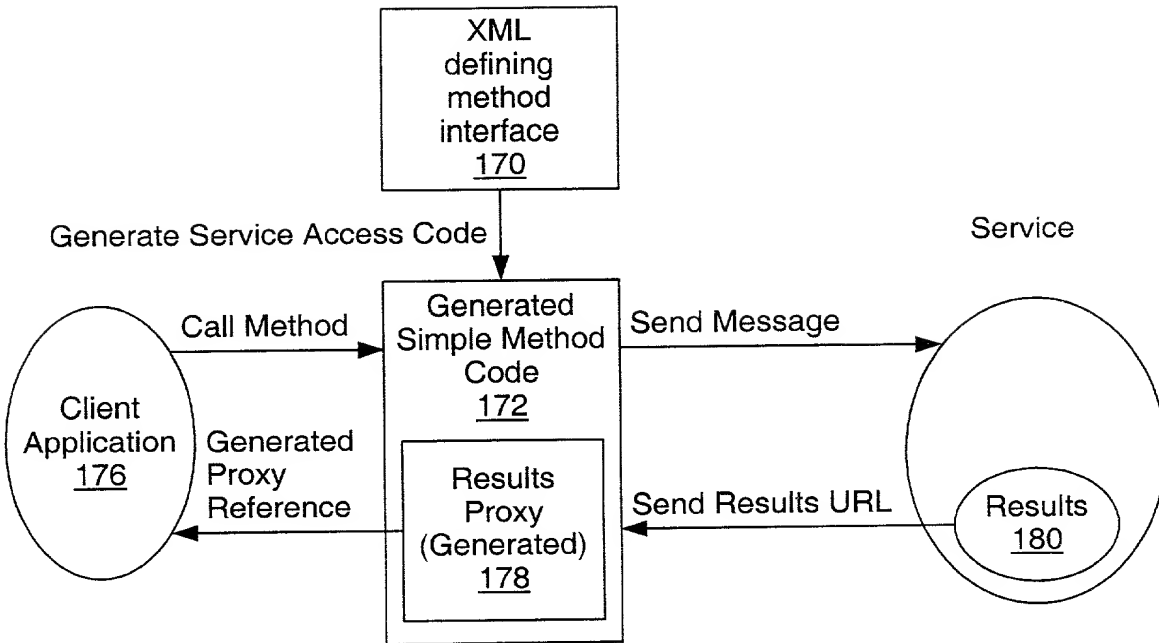 XML
defining
method
interface
170
Generate Service Access Code
Service
Call Method
Generated
Simple Method
Code
172
Send Message
Client
Application
176
Generated
Proxy
Reference
Results
Proxy
(Generated)
178
Send Results URL
Results
180